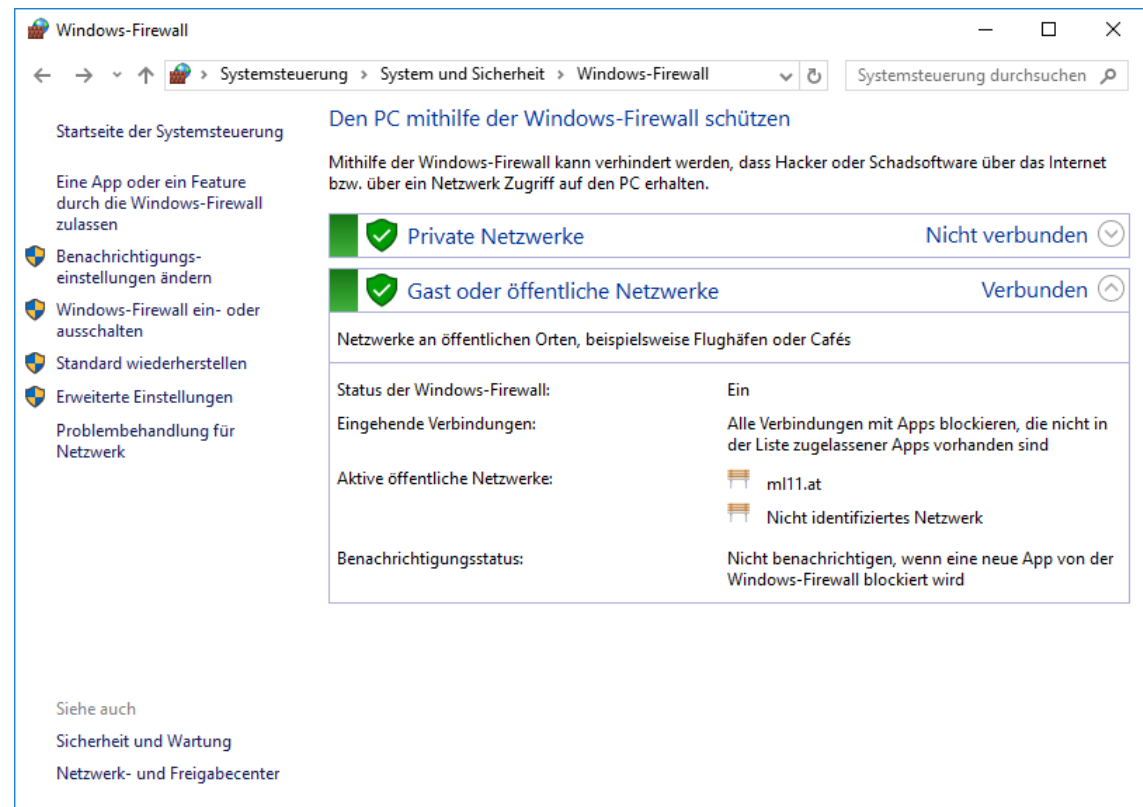 Windows-Firewall
Systemsteuerung > System und Sicherheit > Windows-Firewall
Systemsteuerung durchsuchen
Startseite der Systemsteuerung
Eine App oder ein Feature
durch die Windows-Firewall
zulassen
Benachrichtigungs-
einstellungen ändern
Windows-Firewall ein- oder
ausschalten
Standard wiederherstellen
Erweiterte Einstellungen
Problembehandlung für
Netzwerk
Den PC mithilfe der Windows-Firewall schützen
Mithilfe der Windows-Firewall kann verhindert werden, dass Hacker oder Schadsoftware über das Internet
bzw. über ein Netzwerk Zugriff auf den PC erhalten.
Private Netzwerke Nicht verbunden
Gast oder öffentliche Netzwerke Verbunden
Netzwerke an öffentlichen Orten, beispielsweise Flughäfen oder Cafés
Status der Windows-Firewall: Ein
Eingehende Verbindungen: Alle Verbindungen mit Apps blockieren, die nicht in
der Liste zugelassener Apps vorhanden sind
Aktive öffentliche Netzwerke: ml11.at
Nicht identifiziertes Netzwerk
Benachrichtigungsstatus: Nicht benachrichtigen, wenn eine neue App von der
Windows-Firewall blockiert wird
Siehe auch
Sicherheit und Wartung
Netzwerk- und Freigabecenter